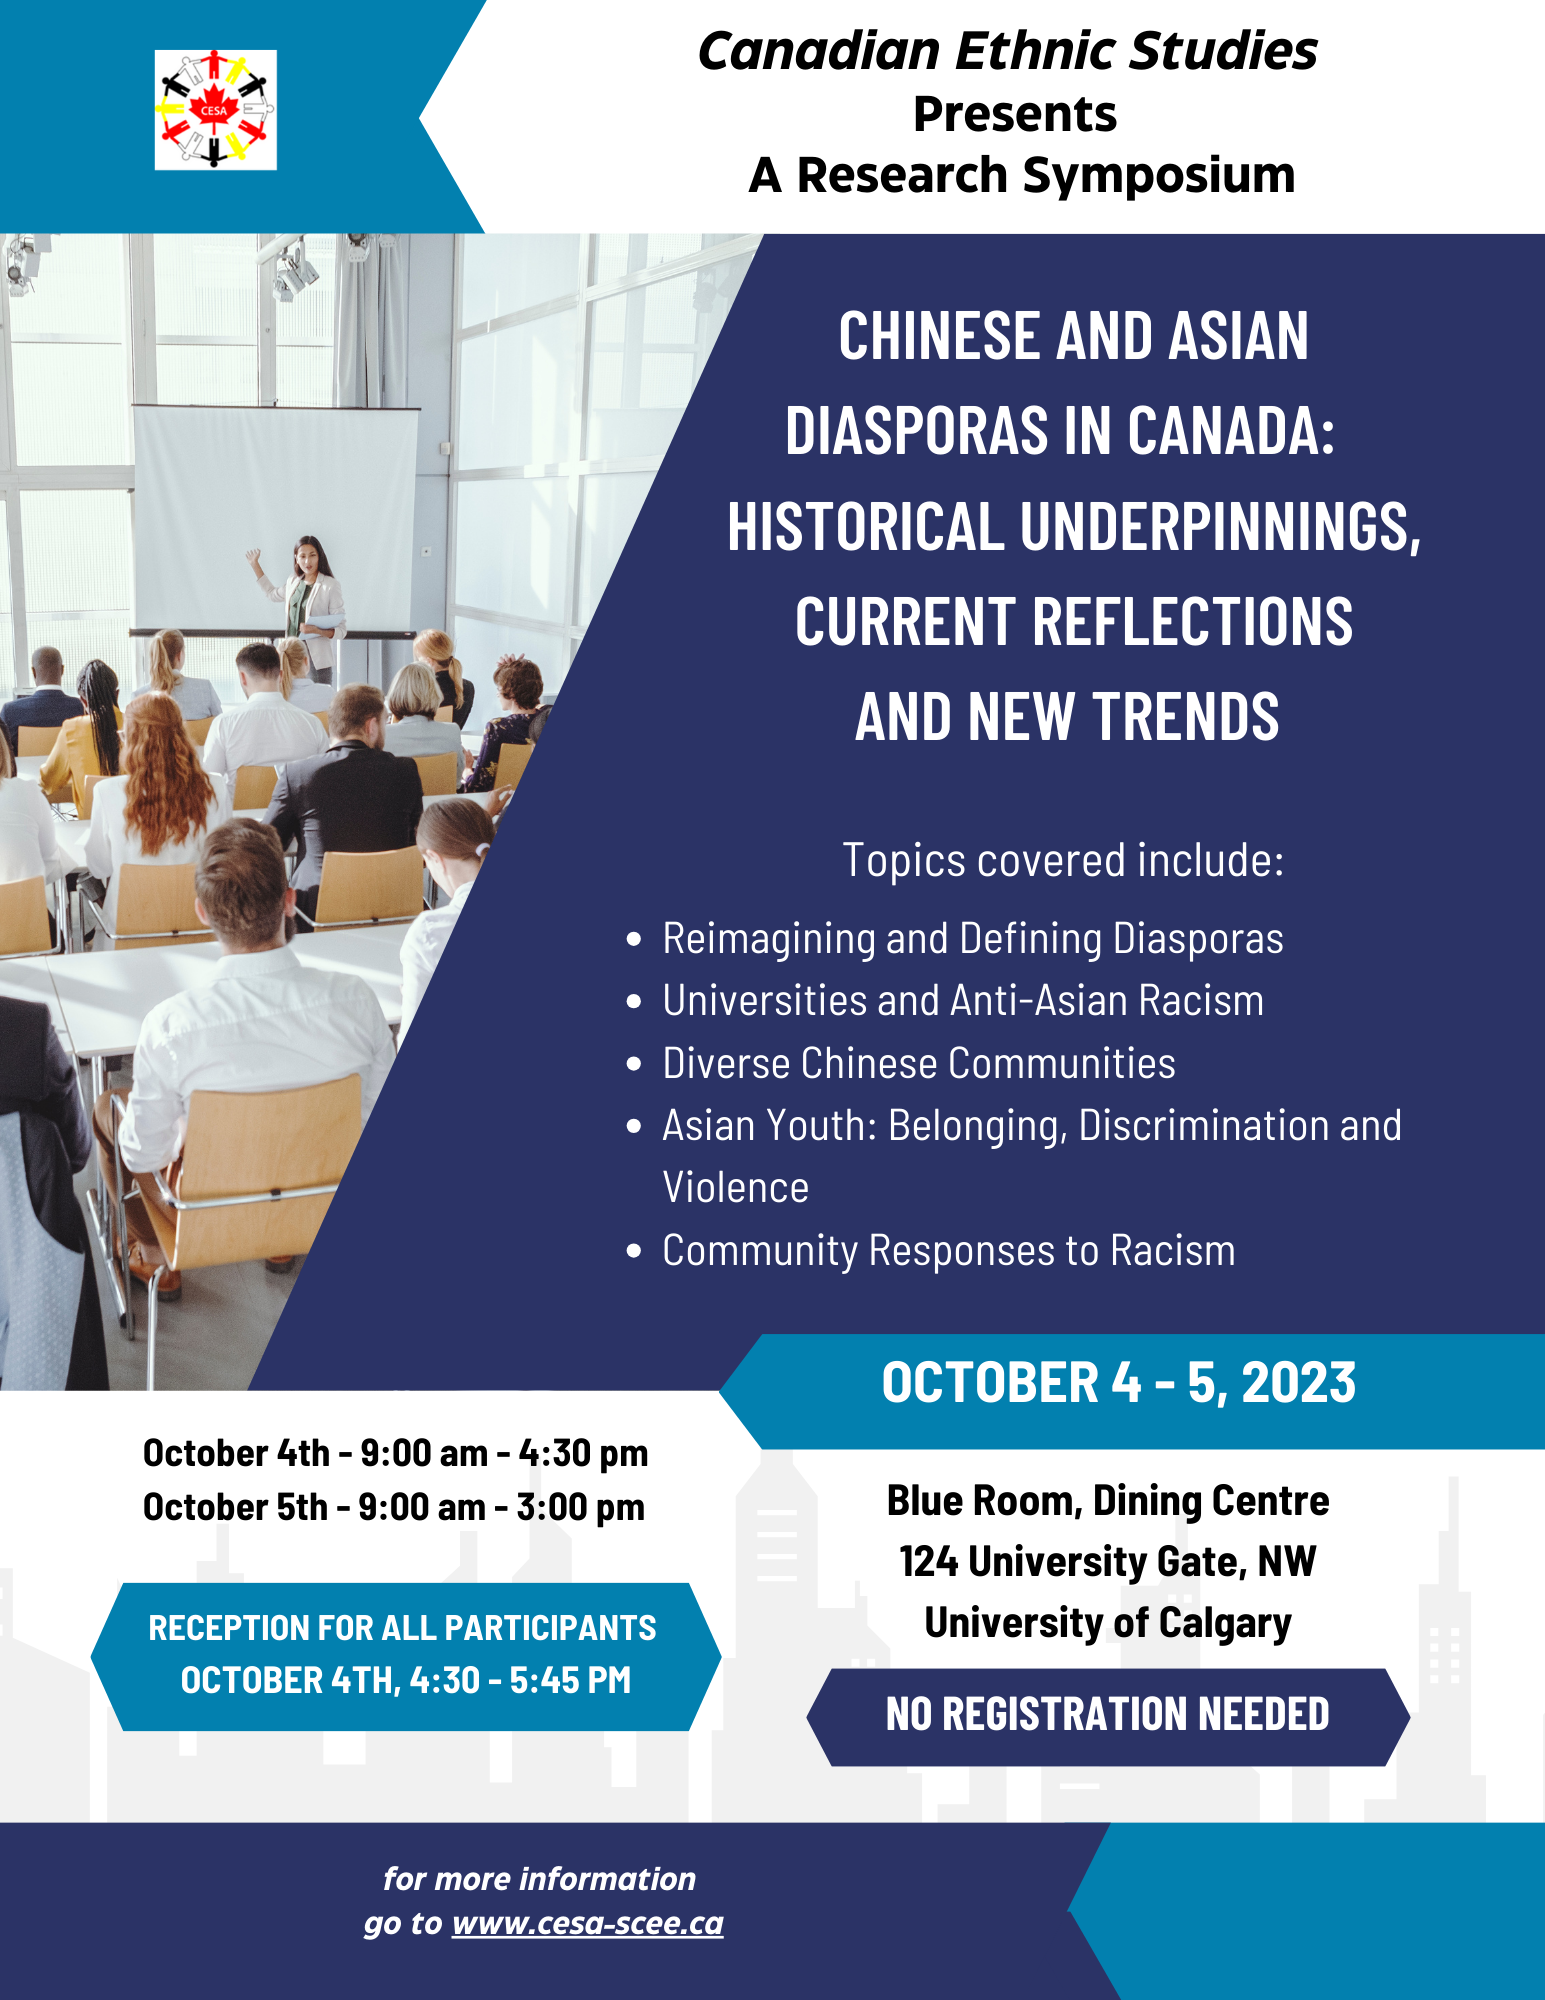 CESA
Canadian Ethnic Studies
Presents
A Research Symposium
CHINESE AND ASIAN
DIASPORAS IN CANADA:
HISTORICAL UNDERPINNINGS,
CURRENT REFLECTIONS
AND NEW TRENDS
Topics covered include:
• Reimagining and Defining Diasporas
• Universities and Anti-Asian Racism
• Diverse Chinese Communities
• Asian Youth: Belonging, Discrimination and
Violence
• Community Responses to Racism
OCTOBER 4 - 5, 2023
October 4th - 9:00 am - 4:30 pm
October 5th - 9:00 am - 3:00 pm
RECEPTION FOR ALL PARTICIPANTS
OCTOBER 4TH, 4:30 - 5:45 PM
Blue Room, Dining Centre
124 University Gate, NW
University of Calgary
NO REGISTRATION NEEDED
for more information
go to www.cesa-scee.ca